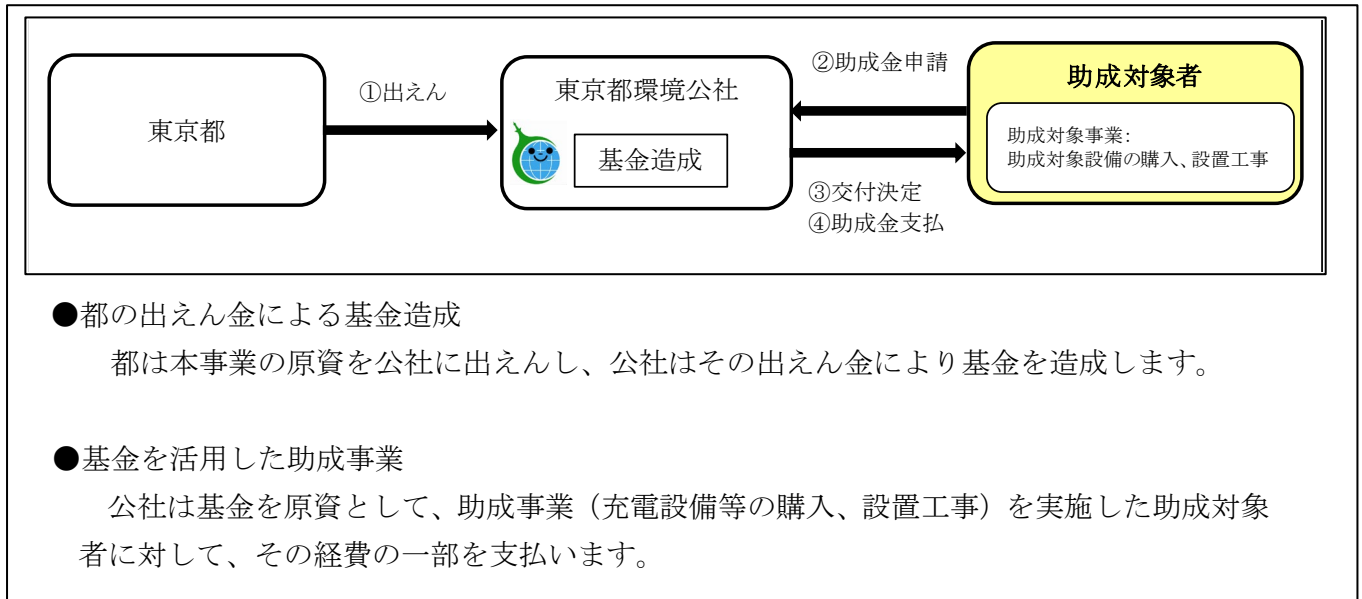 東京都
①出えん
東京都環境公社
基金造成
②助成金申請
③交付決定
④助成金支払
助成対象者
助成対象事業:
助成対象設備の購入、設置工事
●都の出えん金による基金造成
都は本事業の原資を公社に出えんし、公社はその出えん金により基金を造成します。
●基金を活用した助成事業
公社は基金を原資として、助成事業（充電設備等の購入、設置工事）を実施した助成対象
者に対して、その経費の一部を支払います。